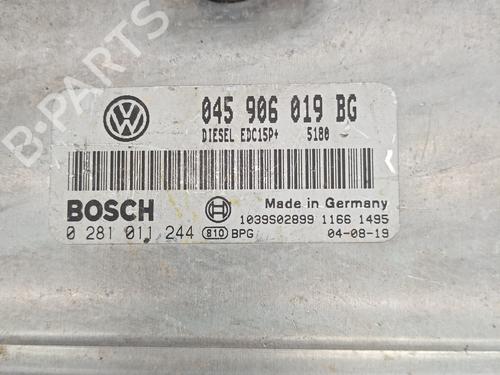 045 906 019 BG
DIESEL EDC15P+ 5180
BOSCH
Made in Germany
1039S02899 1166 1495
0 281 011 244 810 BPG 04-08-19
B-PARTS